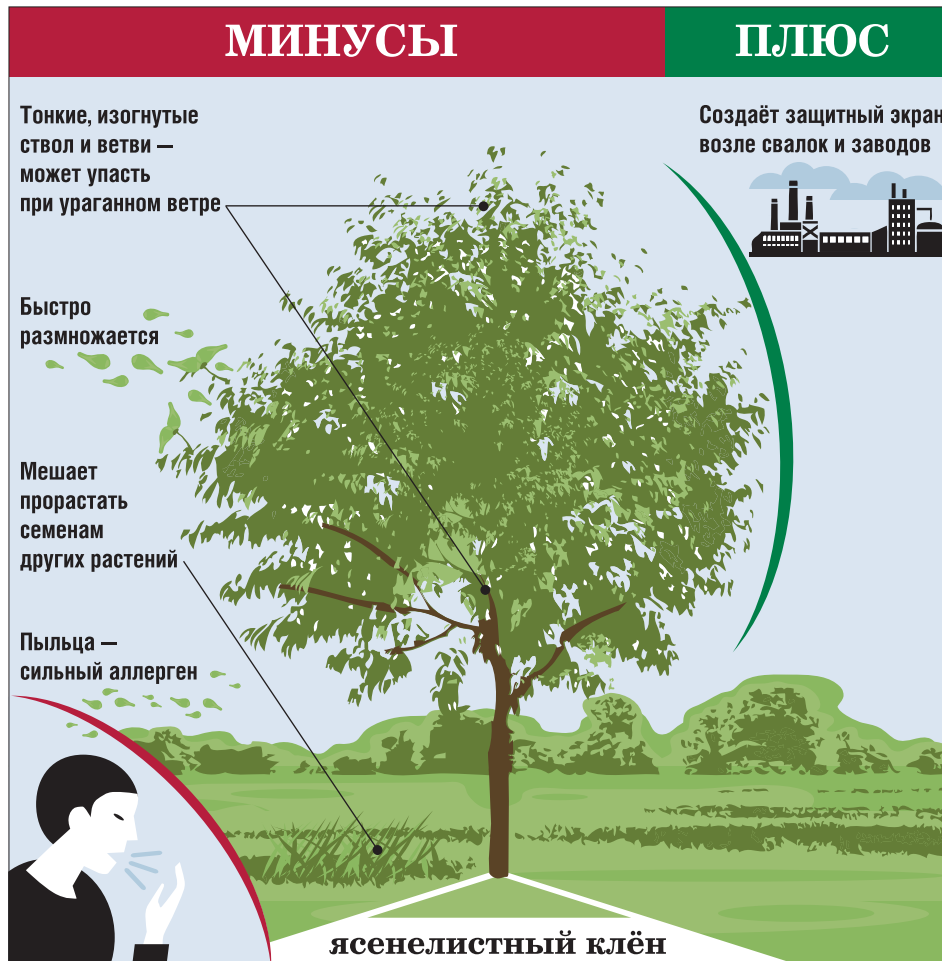 МИНУСЫ
ПЛЮС
Тонкие, изогнутые
ствол и ветви –
может упасть
при ураганном ветре
Создаёт защитный экран
возле свалок и заводов
Быстро
размножается
Мешает
прорастать
семенам
других растений
Пыльца –
сильный аллерген
ясенелистный клён